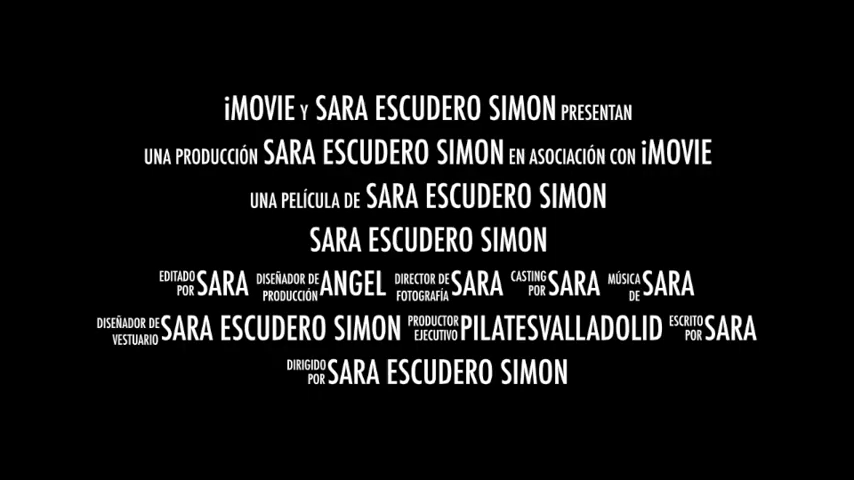 iMOVIE Y SARA ESCUDERO SIMON PRESENTAN
UNA PRODUCCIÓN SARA ESCUDERO SIMON EN ASOCIACIÓN CON iMOVIE
UNA PELÍCULA DE SARA ESCUDERO SIMON
SARA ESCUDERO SIMON
EDITADO POR SARA DISEÑADOR DE PRODUCCIÓN ANGEL DIRECTOR DE FOTOGRAFÍA SARA CASTING POR SARA MÚSICA DE SARA
DISEÑADOR DE VESTUARIO SARA ESCUDERO SIMON PRODUCTOR EJECUTIVO PILATESVALLADOLID ESCRITO POR SARA
DIRIGIDO POR SARA ESCUDERO SIMON